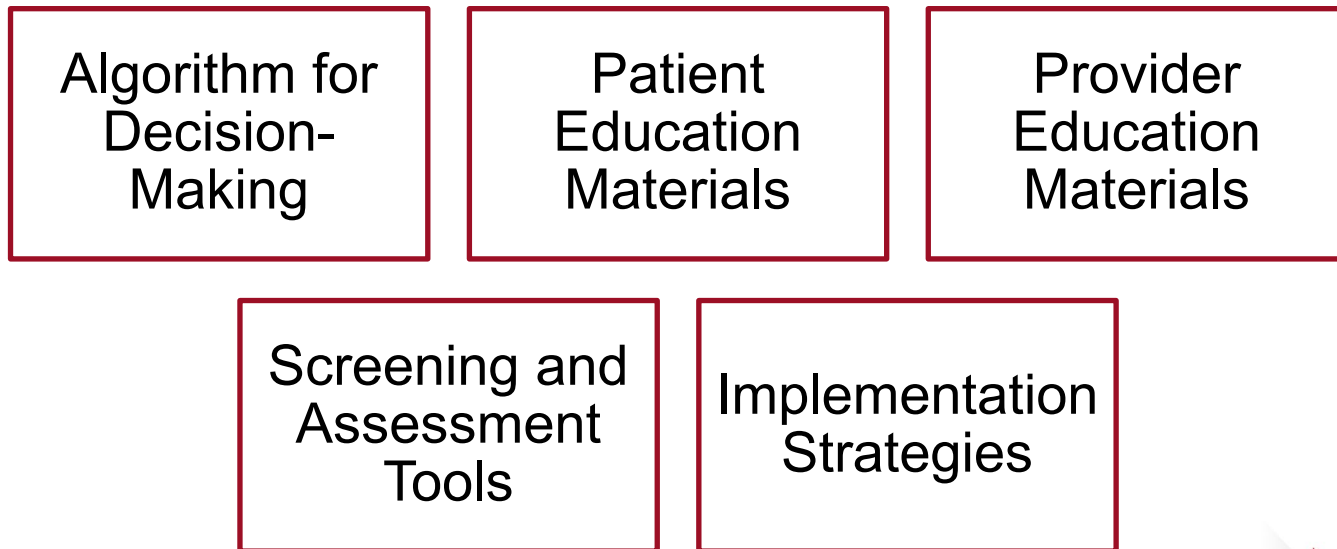 Algorithm for
Decision-
Making
Patient
Education
Materials
Provider
Education
Materials
Screening and
Assessment
Tools
Implementation
Strategies